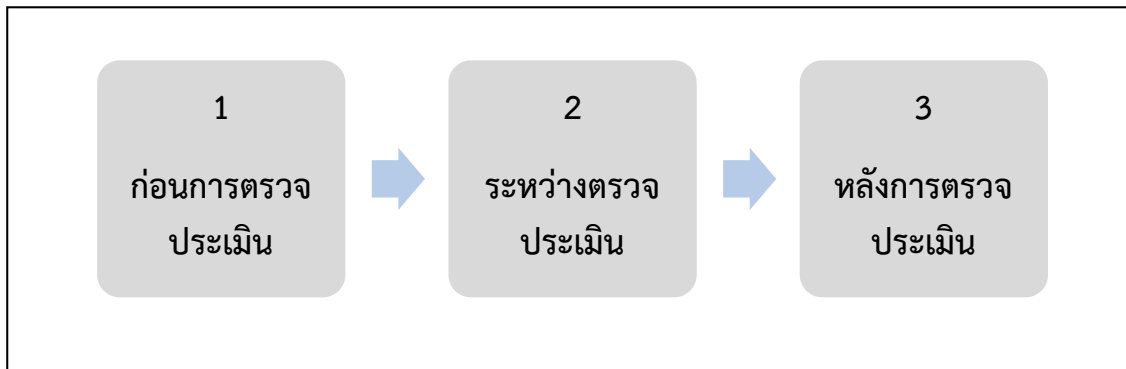 1
ก่อนการตรวจ
ประเมิน
2
ระหว่างตรวจ
ประเมิน
3
หลังการตรวจ
ประเมิน